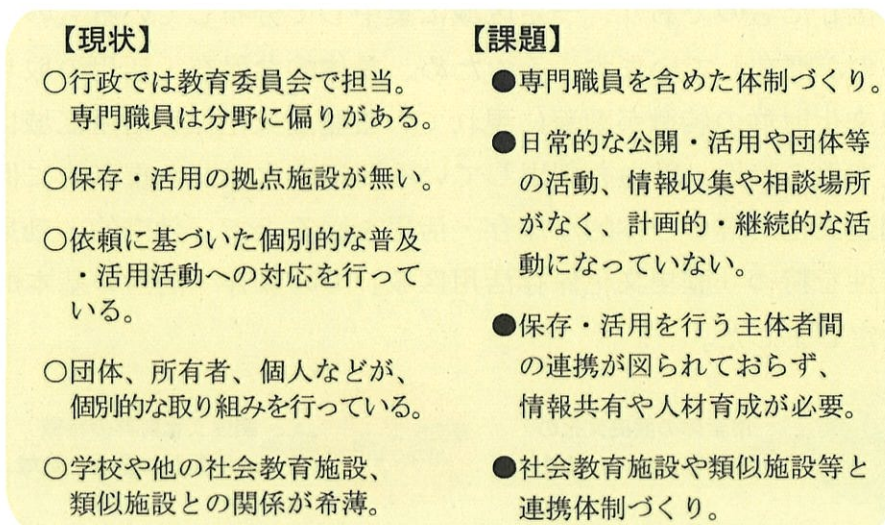 【現状】
○行政では教育委員会で担当。
専門職員は分野に偏りがある。
○保存・活用の拠点施設が無い。
○依頼に基づいた個別的な普及
・活用活動への対応を行って
いる。
○団体、所有者、個人などが、
個別的な取り組みを行っている。
○学校や他の社会教育施設、
類似施設との関係が希薄。
【課題】
●専門職員を含めた体制づくり。
●日常的な公開・活用や団体等
の活動、情報収集や相談場所
がなく、計画的・継続的な活
動になっていない。
●保存・活用を行う主体者間
の連携が図られておらず、
情報共有や人材育成が必要。
●社会教育施設や類似施設等と
連携体制づくり。